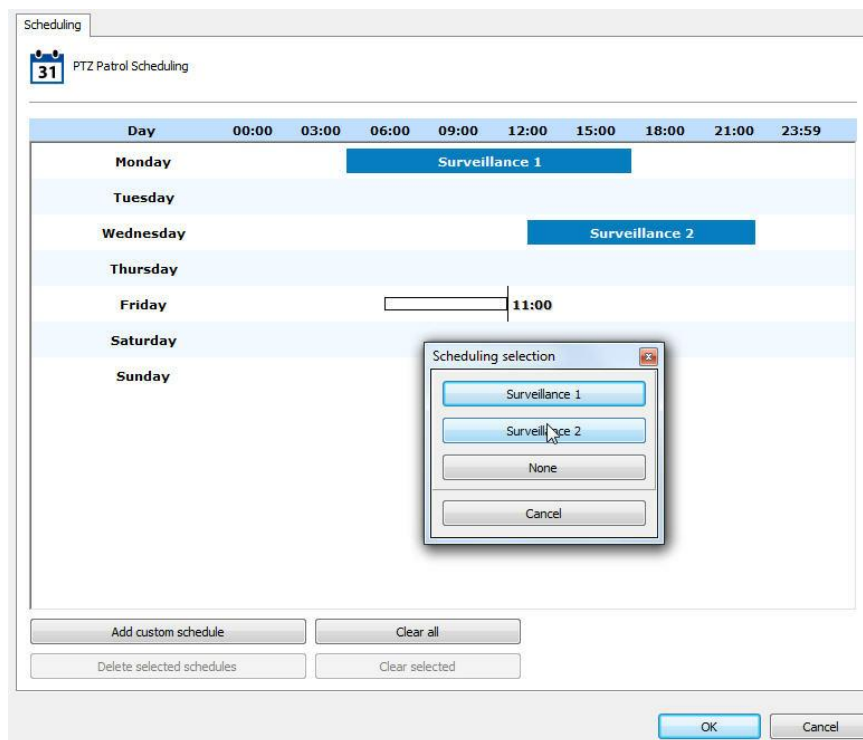 Scheduling
31 PTZ Patrol Scheduling
Day 00:00 03:00 06:00 09:00 12:00 15:00 18:00 21:00 23:59
Monday Surveillance 1
Tuesday
Wednesday Surveillance 2
Thursday
Friday 11:00
Saturday
Sunday
Scheduling selection
Surveillance 1
Surveillance 2
None
Cancel
Add custom schedule Clear all
Delete selected schedules Clear selected
OK Cancel